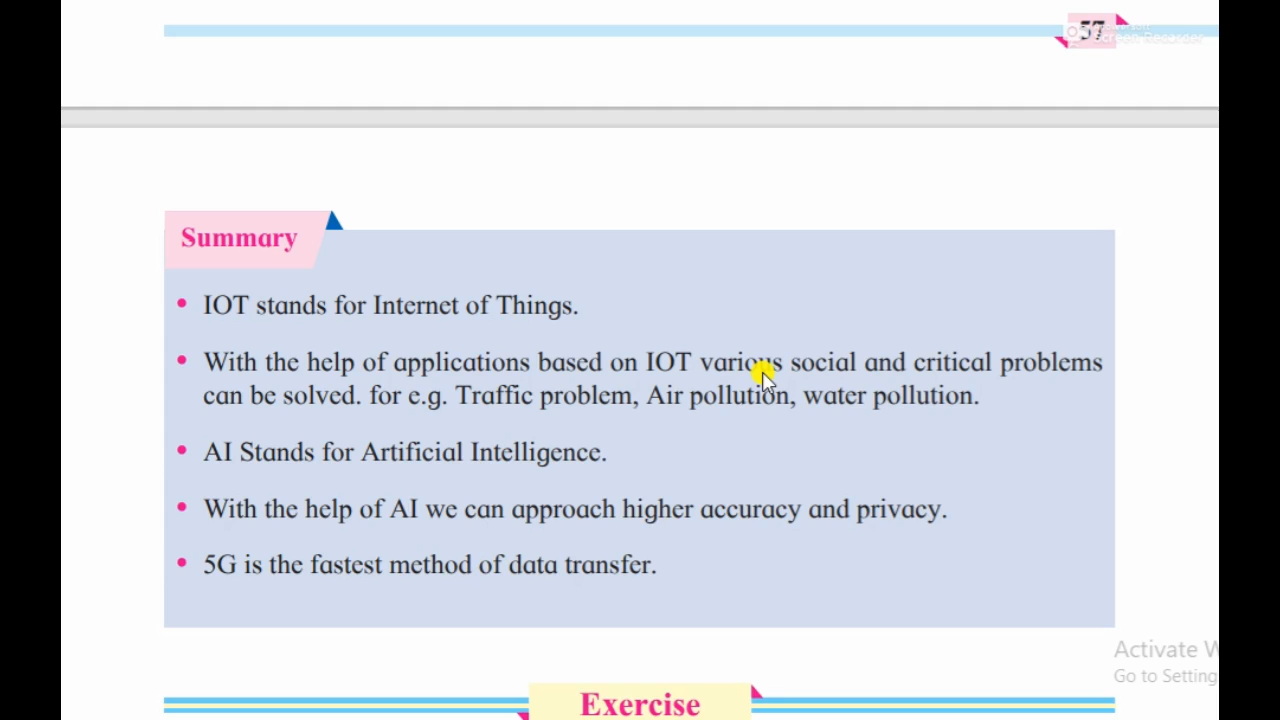 57
Screen Recorder
Summary
• IOT stands for Internet of Things.
• With the help of applications based on IOT various social and critical problems
can be solved. for e.g. Traffic problem, Air pollution, water pollution.
• AI Stands for Artificial Intelligence.
• With the help of AI we can approach higher accuracy and privacy.
• 5G is the fastest method of data transfer.
Activate W
Go to Setting
Exercise